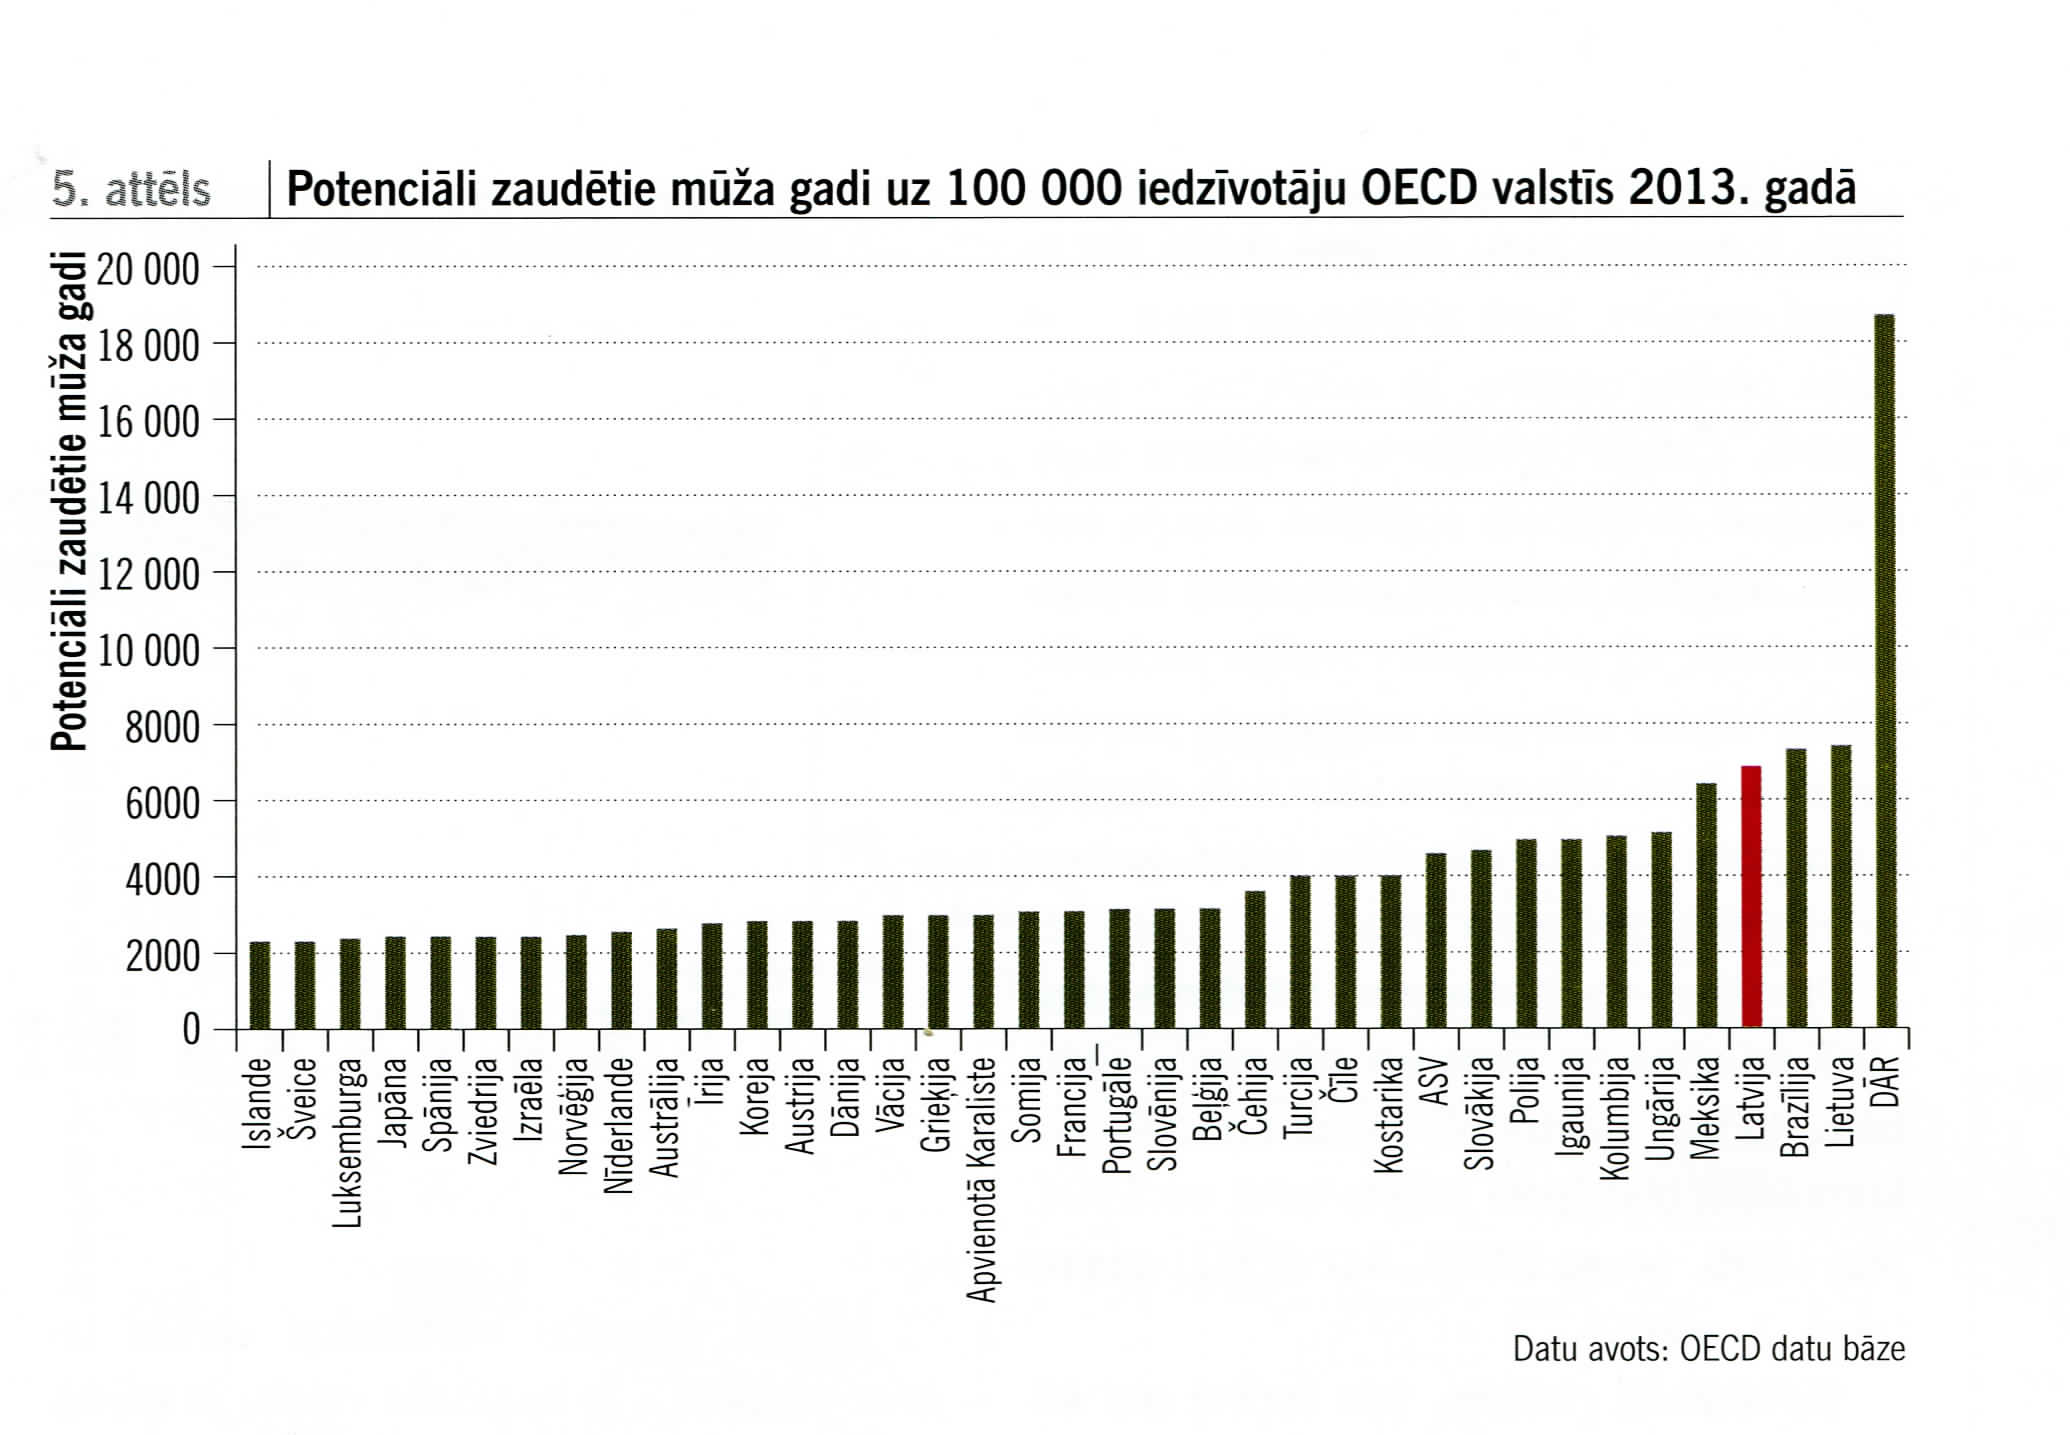 5. attēls
Potenciāli zaudētie mūža gadi uz 100 000 iedzīvotāju OECD valstīs 2013. gadā
Potenciāli zaudētie mūža gadi
20 000
18 000
16 000
14 000
12 000
10 000
8000
6000
4000
2000
0
Islande
Šveice
Luksemburga
Japāna
Spānija
Zviedrija
Izraēla
Norvēģija
Nīderlande
Austrālija
Īrija
Koreja
Austrija
Dānija
Vācija
Grieķija
Apvienotā Karaliste
Somija
Francija
Portugāle
Slovēnija
Beļģija
Čehija
Turcija
Čīle
Kostarika
ASV
Slovākija
Polija
Igaunija
Kolumbija
Ungārija
Meksika
Latvija
Brazīlija
Lietuva
DĀR
Datu avots: OECD datu bāze